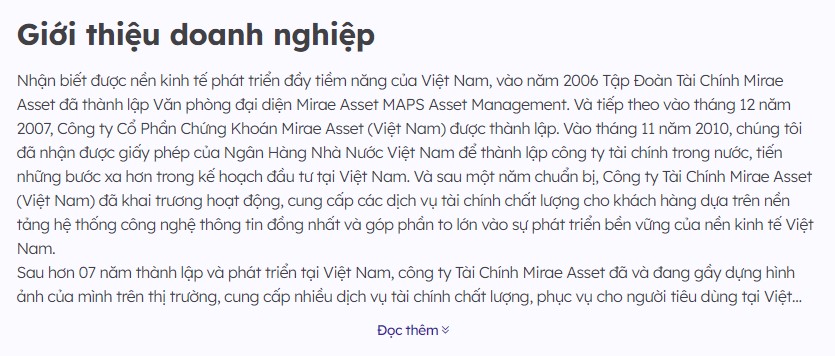 Giới thiệu doanh nghiệp
Nhận biết được nền kinh tế phát triển đầy tiềm năng của Việt Nam, vào năm 2006 Tập Đoàn Tài Chính Mirae
Asset đã thành lập Văn phòng đại diện Mirae Asset MAPS Asset Management. Và tiếp theo vào tháng 12 năm
2007, Công ty Cổ Phần Chứng Khoán Mirae Asset (Việt Nam) được thành lập. Vào tháng 11 năm 2010, chúng tôi
đã nhận được giấy phép của Ngân Hàng Nhà Nước Việt Nam để thành lập công ty tài chính trong nước, tiến
những bước xa hơn trong kế hoạch đầu tư tại Việt Nam. Và sau một năm chuẩn bị, Công ty Tài Chính Mirae Asset
(Việt Nam) đã khai trương hoạt động, cung cấp các dịch vụ tài chính chất lượng cho khách hàng dựa trên nền
tảng hệ thống công nghệ thông tin đồng nhất và góp phần to lớn vào sự phát triển bền vững của nền kinh tế Việt
Nam.
Sau hơn 07 năm thành lập và phát triển tại Việt Nam, công ty Tài Chính Mirae Asset đã và đang gầy dựng hình
ảnh của mình trên thị trường, cung cấp nhiều dịch vụ tài chính chất lượng, phục vụ cho người tiêu dùng tại Việt...
Đọc thêm